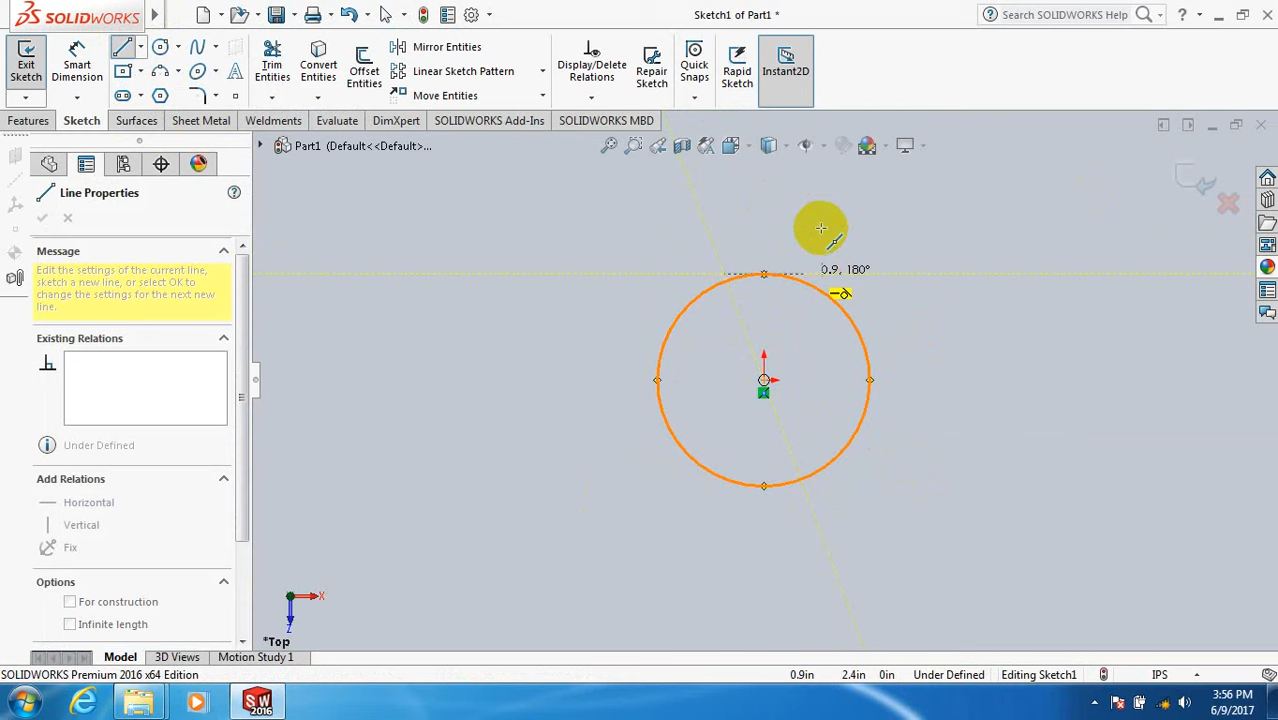 SOLIDWORKS
Sketch1 of Part1 *
Search SOLIDWORKS Help
?
Exit
Sketch
Smart
Dimension
Trim
Entities
Convert
Entities
Offset
Entities
Mirror Entities
Linear Sketch Pattern
Move Entities
Display/Delete
Relations
Repair
Sketch
Quick
Snaps
Rapid
Sketch
Instant2D
Features
Sketch
Surfaces
Sheet Metal
Weldments
Evaluate
DimXpert
SOLIDWORKS Add-Ins
SOLIDWORKS MBD
Part1 (Default<<Default>...
Line Properties
?
Message
Edit the settings of the current line,
sketch a new line, or select OK to
change the settings for the next new
line.
Existing Relations
Under Defined
Add Relations
Horizontal
Vertical
Fix
Options
For construction
Infinite length
0.9, 180°
X
Z
*Top
Model
3D Views
Motion Study 1
SOLIDWORKS Premium 2016 x64 Edition
0.9in
2.4in
0in
Under Defined
Editing Sketch1
IPS
SW
2016
3:56 PM
6/9/2017